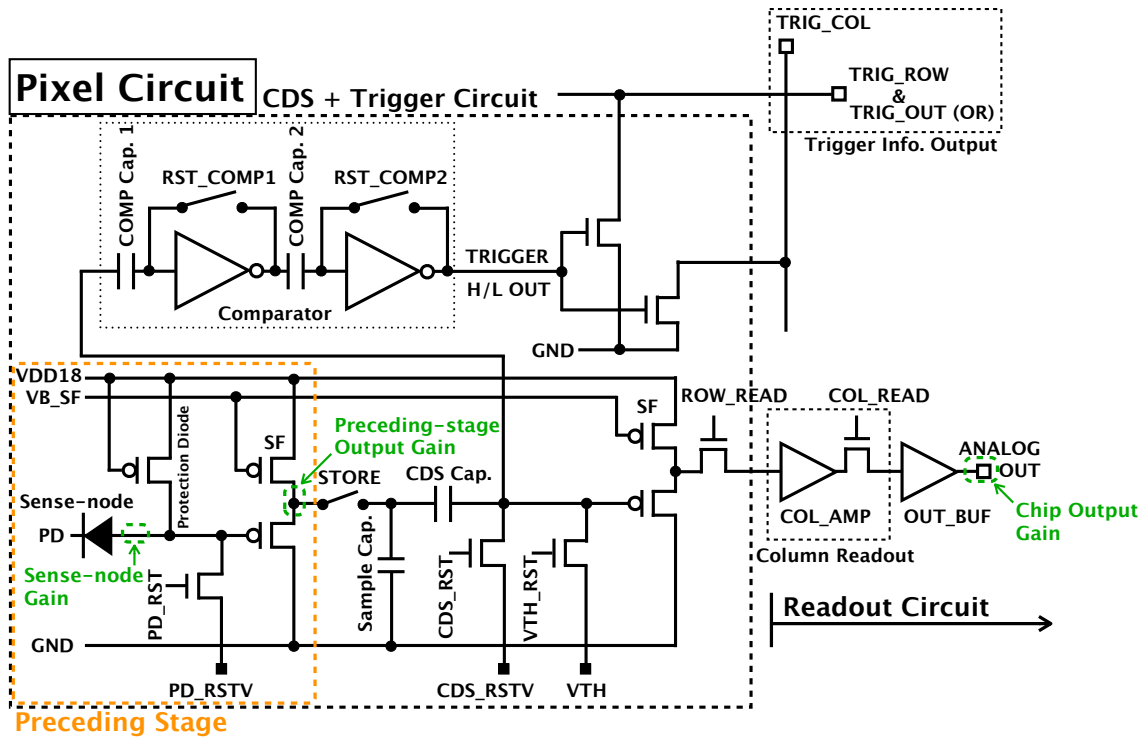 TRIG_COL
TRIG_ROW
&
TRIG_OUT (OR)
Trigger Info. Output
Pixel Circuit
CDS + Trigger Circuit
COMP Cap. 1
RST_COMP1
COMP Cap. 2
RST_COMP2
Comparator
TRIGGER
H/L OUT
GND
VDD18
VB_SF
Protection Diode
SF
Preceding-stage
Output Gain
STORE
CDS Cap.
SF
ROW_READ
COL_READ
ANALOG
OUT
Sense-node
PD
Sense-node
Gain
PD_RST
Sample Cap.
CDS_RST
VTH_RST
COL_AMP
OUT_BUF
Chip Output
Gain
Column Readout
Readout Circuit
GND
PD_RSTV
CDS_RSTV
VTH
Preceding Stage